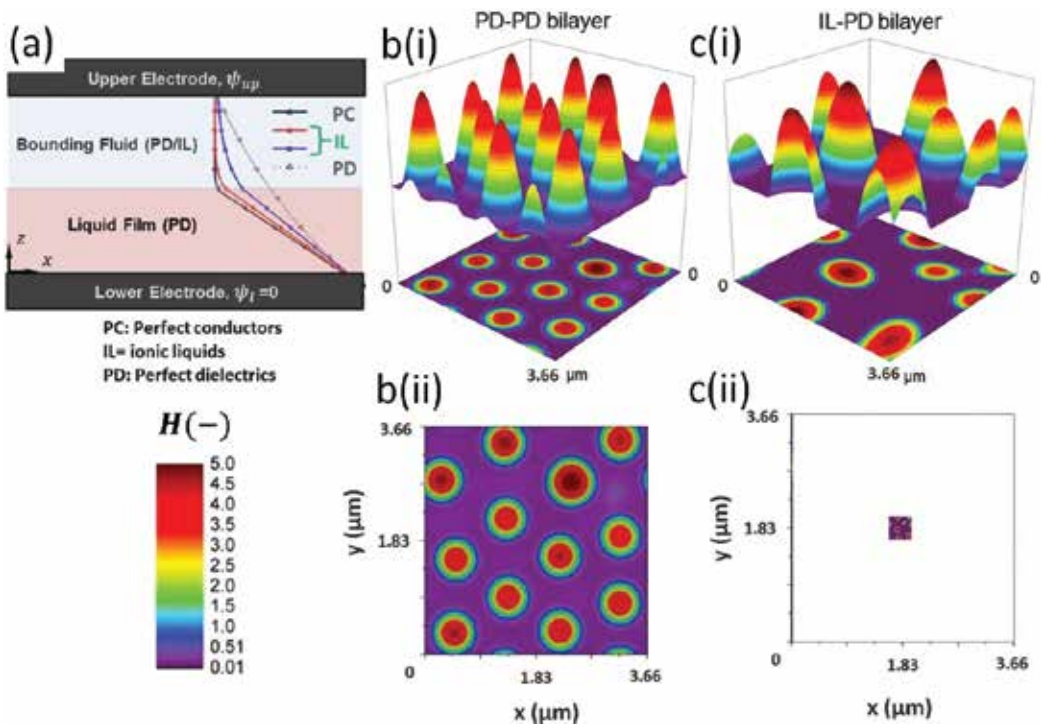 (a)
Upper Electrode, ψup
Bounding Fluid (PD/IL)
PC
IL
PD
Liquid Film (PD)
z
x
Lower Electrode, ψl =0
PC: Perfect conductors
IL= ionic liquids
PD: Perfect dielectrics
H(−)
5.0
4.5
4.0
3.5
3.0
2.5
2.0
1.5
1.0
0.51
0.01
PD-PD bilayer
b(i)
0
0
3.66 μm
IL-PD bilayer
c(i)
0
0
3.66 μm
b(ii)
3.66
y (μm)
1.83
0
1.83
3.66
x (μm)
c(ii)
3.66
y (μm)
1.83
0
1.83
3.66
x (μm)